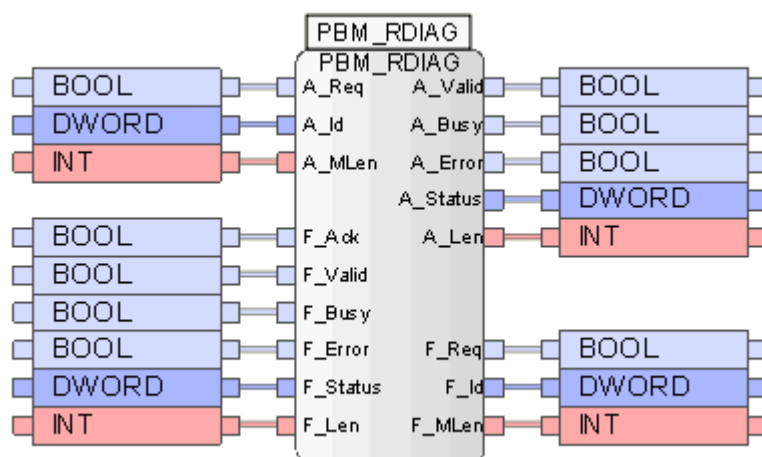 PBM_RDIAG
PBM_RDIAG
BOOL A_Req A_Valid BOOL
DWORD A_Id A_Busy BOOL
INT A_MLen A_Error BOOL
A_Status DWORD
BOOL F_Ack A_Len INT
BOOL F_Valid
BOOL F_Busy
BOOL F_Error F_Req BOOL
DWORD F_Status F_Id DWORD
INT F_Len F_MLen INT